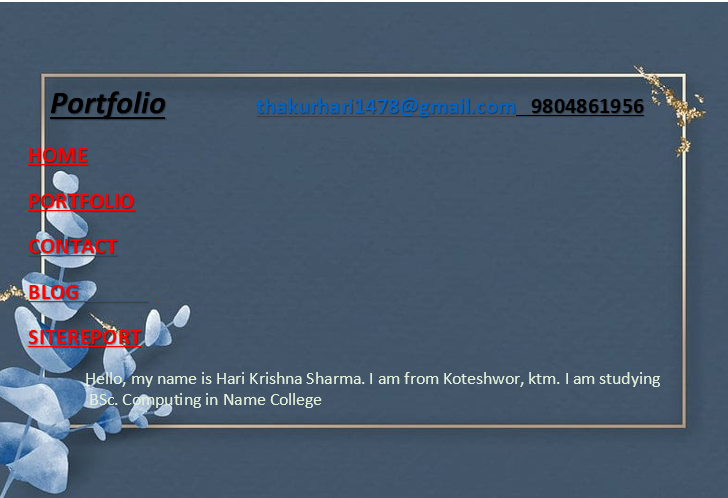 Portfolio thakurhari1478@gmail.com 9804861956
HOME
PORTFOLIO
CONTACT
BLOG
SITEREPORT
Hello, my name is Hari Krishna Sharma. I am from Koteshwor, ktm. I am studying
BSc. Computing in Name College